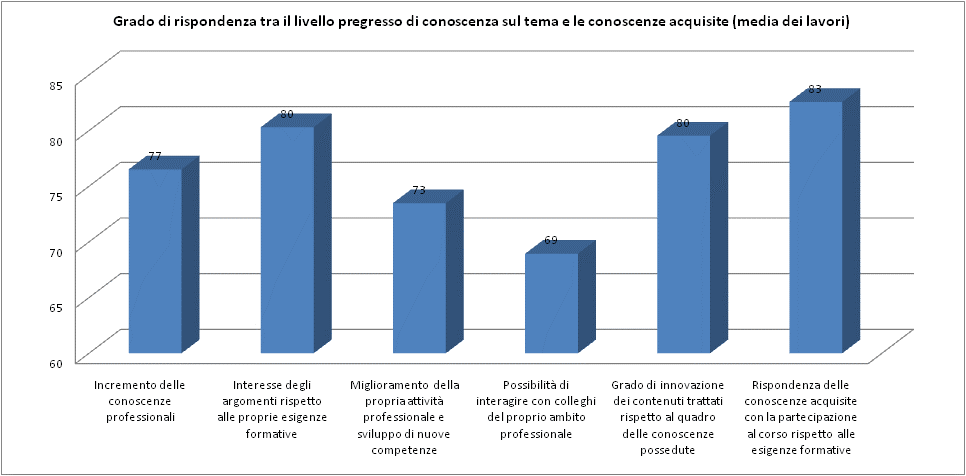 Grado di rispondenza tra il livello pregresso di conoscenza sul tema e le conoscenze acquisite (media dei lavori)
85
80
75
70
65
60
77
80
73
69
80
83
Incremento delle
conoscenze
professionali
Interesse degli
argomenti rispetto
alle proprie esigenze
formative
Miglioramento della
propria attività
professionale e
sviluppo di nuove
competenze
Possibilità di
interagire con colleghi
del proprio ambito
professionale
Grado di innovazione
dei contenuti trattati
rispetto al quadro
delle conoscenze
possedute
Rispondenza delle
conoscenze acquisite
con la partecipazione
al corso rispetto alle
esigenze formative